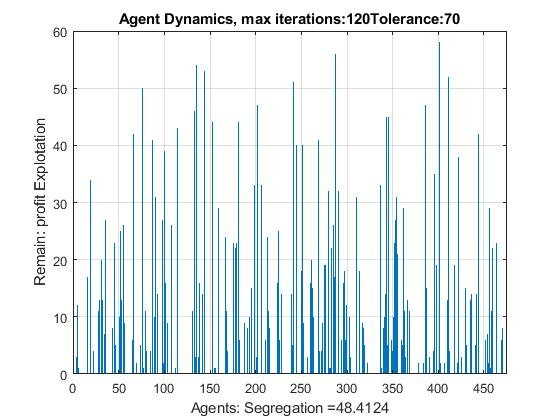 Agent Dynamics, max iterations:120Tolerance:70
60
50
40
30
20
10
0
Remain: profit Explotation
0 50 100 150 200 250 300 350 400 450
Agents: Segregation =48.4124